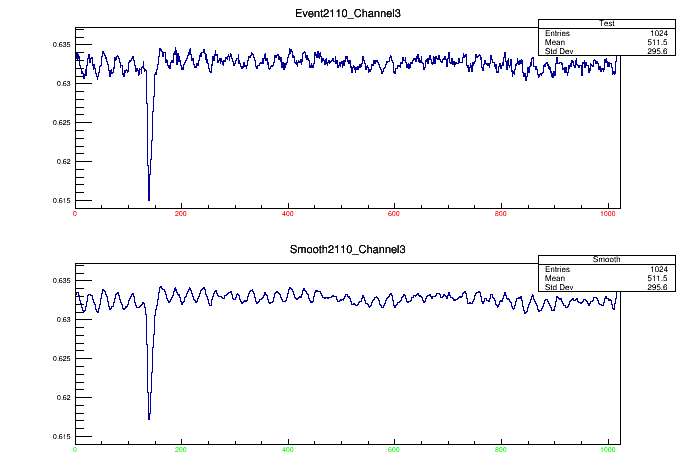 Event2110_Channel3
Test
Entries 1024
Mean 511.5
Std Dev 295.6
0.635
0.63
0.625
0.62
0.615
0 200 400 600 800 1000
Smooth2110_Channel3
Smooth
Entries 1024
Mean 511.5
Std Dev 295.6
0.635
0.63
0.625
0.62
0.615
0 200 400 600 800 1000